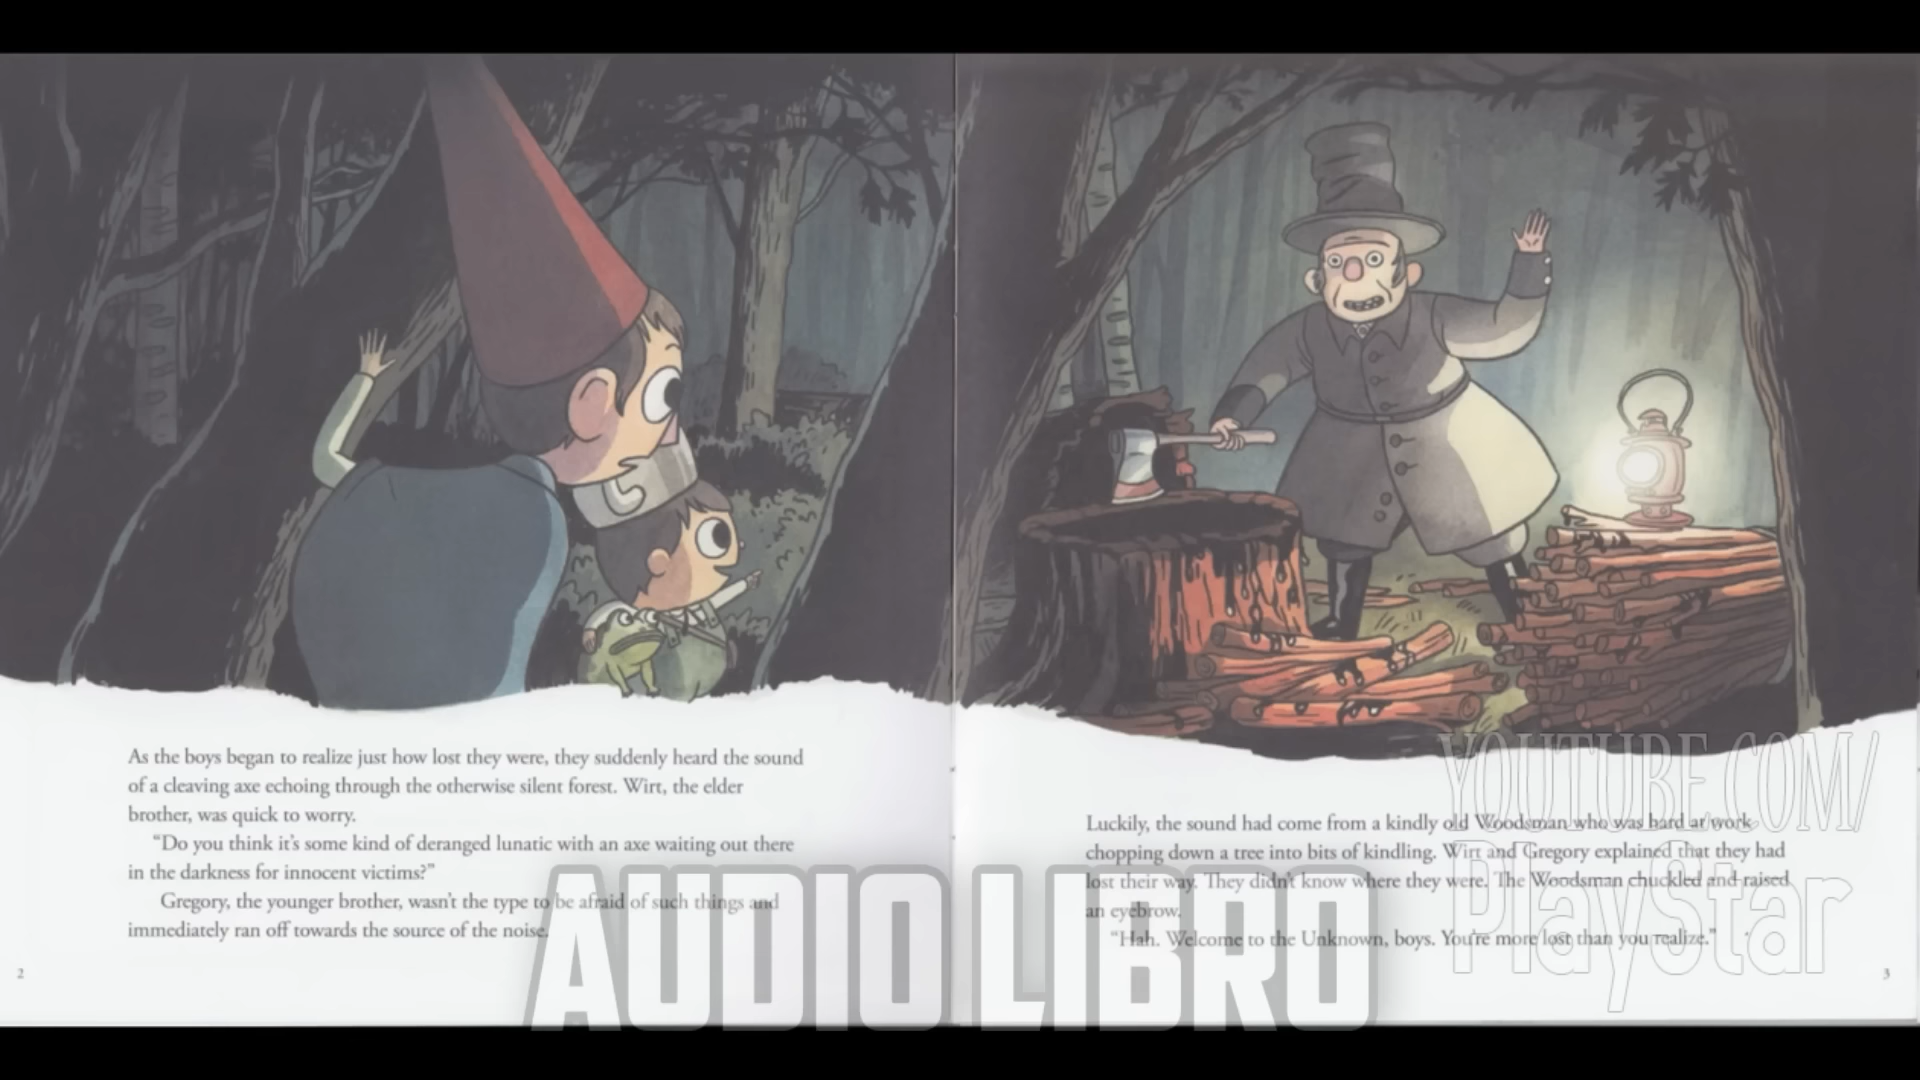 As the boys began to realize just how lost they were, they suddenly heard the sound
of a cleaving axe echoing through the otherwise silent forest. Wirt, the elder
brother, was quick to worry.
“Do you think it’s some kind of deranged lunatic with an axe waiting out there
in the darkness for innocent victims?”
Gregory, the younger brother, wasn’t the type to be afraid of such things and
immediately ran off towards the source of the noise.
2
Luckily, the sound had come from a kindly old Woodsman who was hard at work
chopping down a tree into bits of kindling. Wirt and Gregory explained that they had
lost their way. They didn’t know where they were. The Woodsman chuckled and raised
an eyebrow.
“Hah. Welcome to the Unknown, boys. You’re more lost than you realize.”
3
AUDIO LIBRO
YOUTUBE.COM/
PlayStar